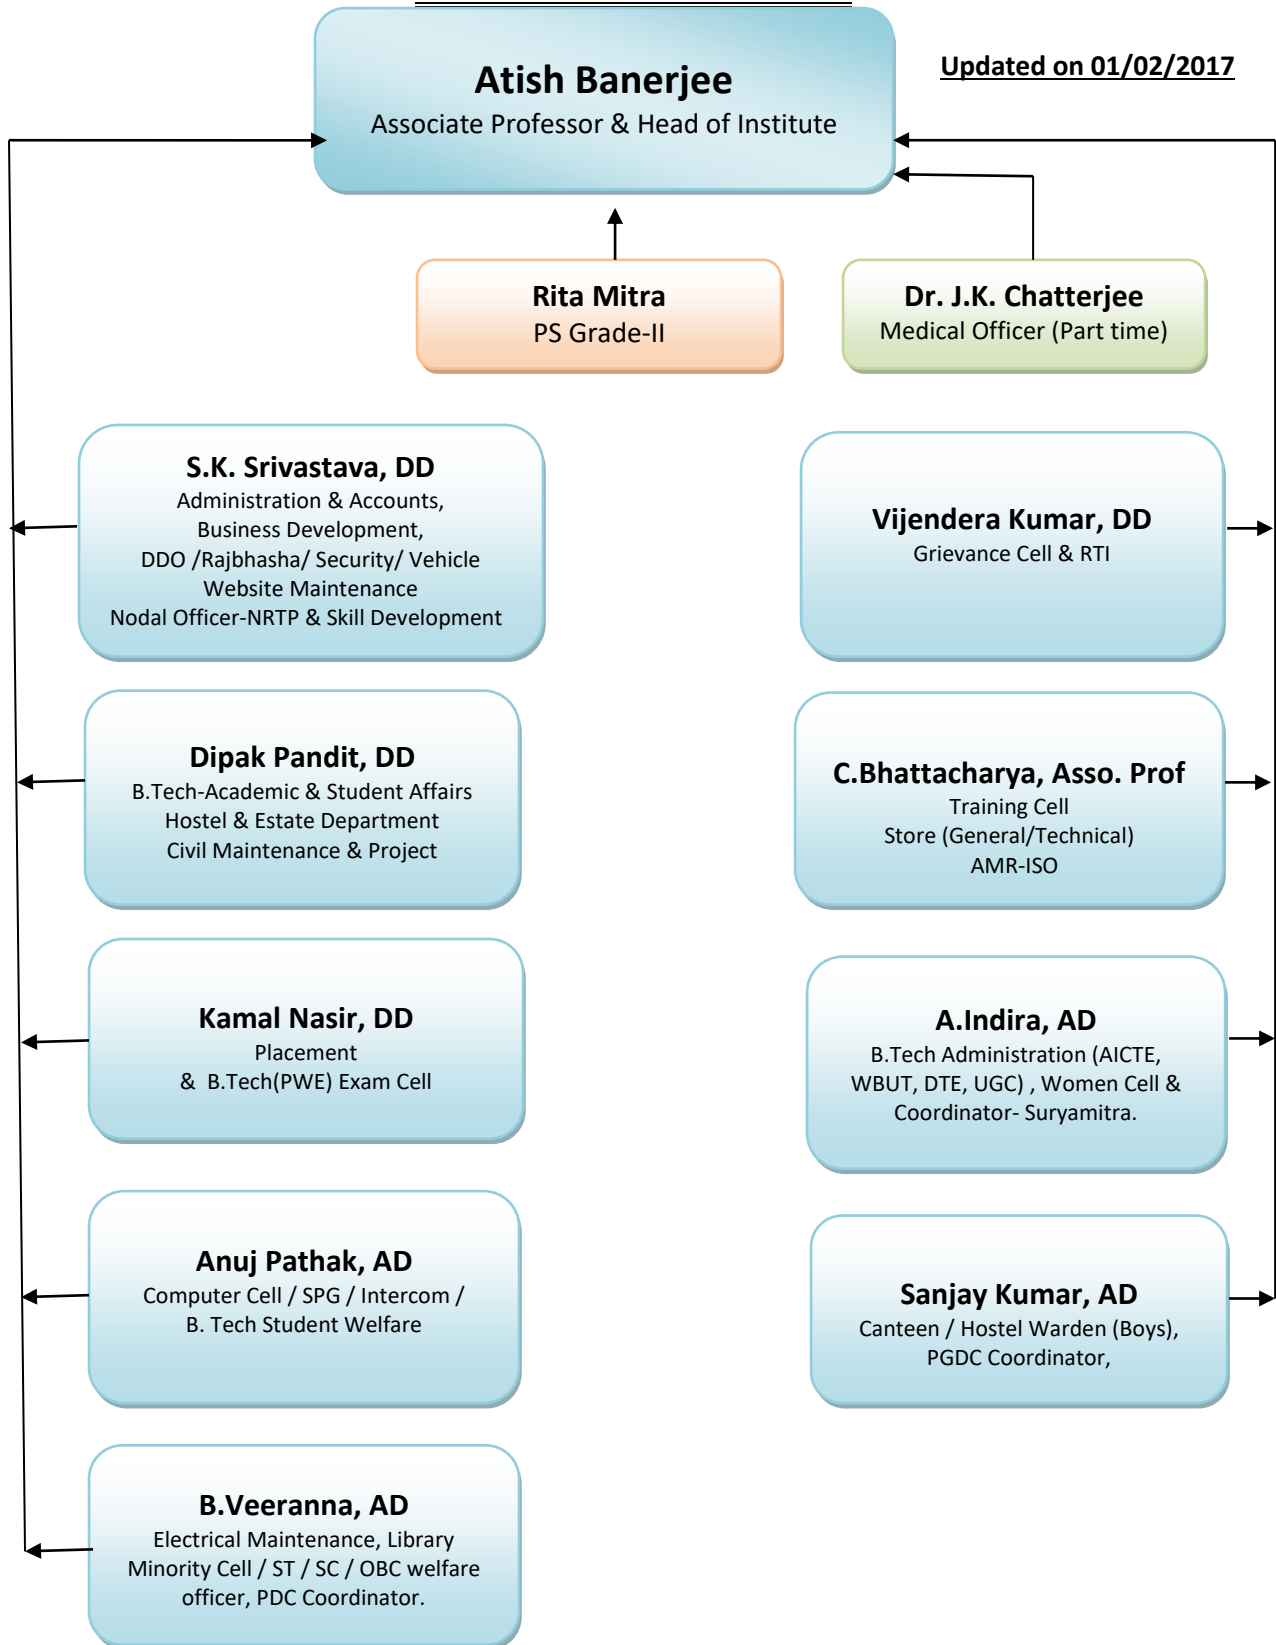 Atish Banerjee
Associate Professor & Head of Institute
Updated on 01/02/2017
Rita Mitra
PS Grade-II
Dr. J.K. Chatterjee
Medical Officer (Part time)
S.K. Srivastava, DD
Administration & Accounts,
Business Development,
DDO /Rajbhasha/ Security/ Vehicle
Website Maintenance
Nodal Officer-NRTP & Skill Development
Vijendera Kumar, DD
Grievance Cell & RTI
Dipak Pandit, DD
B.Tech-Academic & Student Affairs
Hostel & Estate Department
Civil Maintenance & Project
C.Bhattacharya, Asso. Prof
Training Cell
Store (General/Technical)
AMR-ISO
Kamal Nasir, DD
Placement
& B.Tech(PWE) Exam Cell
A.Indira, AD
B.Tech Administration (AICTE,
WBUT, DTE, UGC) , Women Cell &
Coordinator- Suryamitra.
Anuj Pathak, AD
Computer Cell / SPG / Intercom /
B. Tech Student Welfare
Sanjay Kumar, AD
Canteen / Hostel Warden (Boys),
PGDC Coordinator,
B.Veeranna, AD
Electrical Maintenance, Library
Minority Cell / ST / SC / OBC welfare
officer, PDC Coordinator.